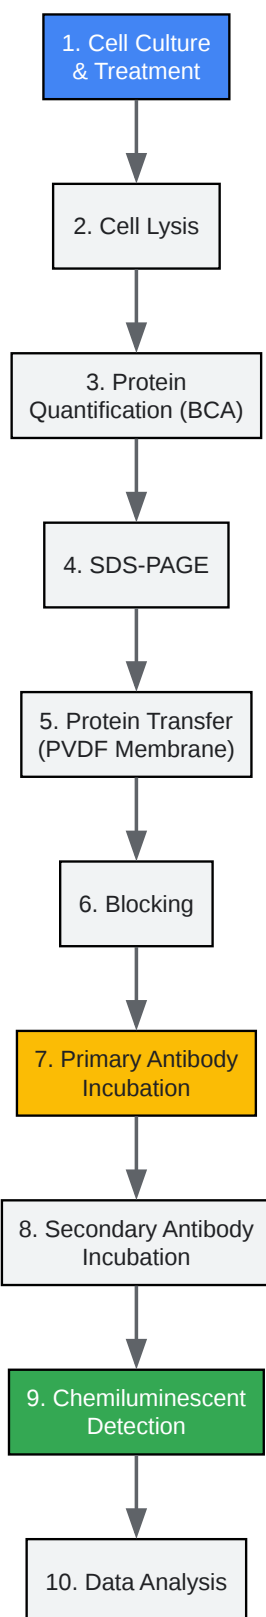 1. Cell Culture
& Treatment
2. Cell Lysis
3. Protein
Quantification (BCA)
4. SDS-PAGE
5. Protein Transfer
(PVDF Membrane)
6. Blocking
7. Primary Antibody
Incubation
8. Secondary Antibody
Incubation
9. Chemiluminescent
Detection
10. Data Analysis